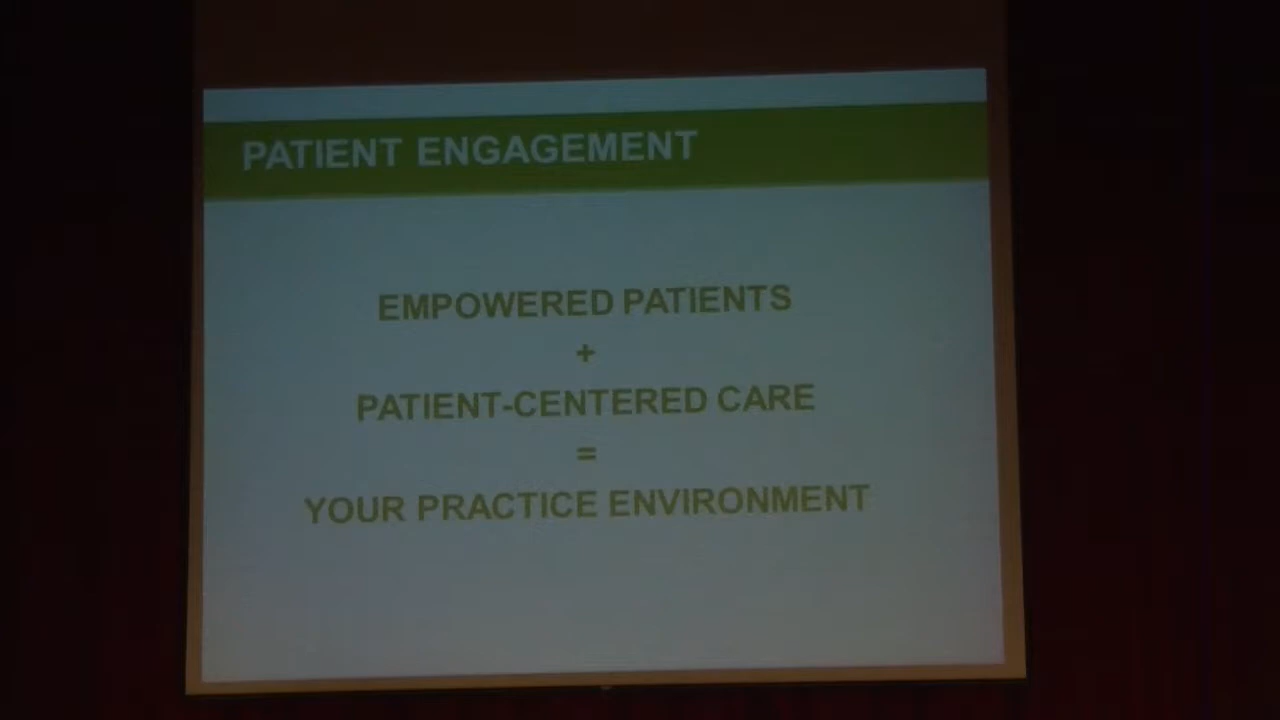 PATIENT ENGAGEMENT
EMPOWERED PATIENTS
+
PATIENT-CENTERED CARE
=
YOUR PRACTICE ENVIRONMENT